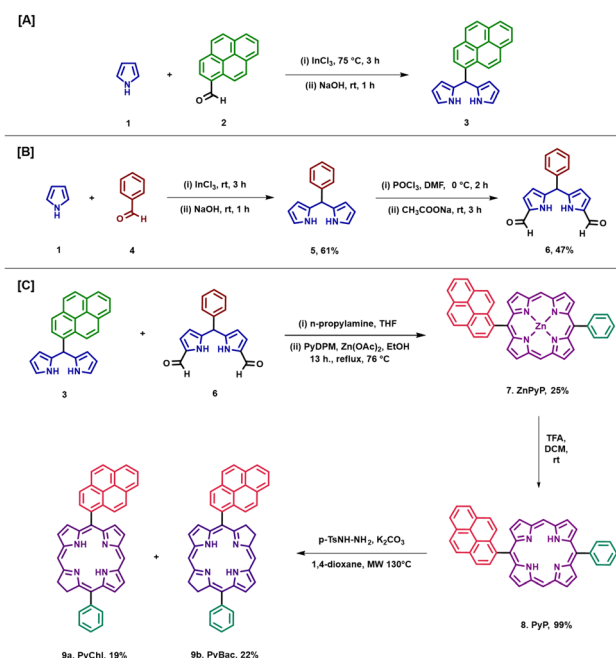 [A]
(i) InCl3, 75 °C, 3 h
+
(ii) NaOH, rt, 1 h
N
H
O
H
NH
HN
1
2
3
[B]
(i) InCl3, rt, 3 h
(i) POCl3, DMF, 0 °C, 2 h
+
(ii) NaOH, rt, 1 h
(ii) CH3COONa, rt, 3 h
N
H
O
H
NH
HN
NH
HN
CHO
OHC
1
4
5, 61%
6, 47%
[C]
(i) n-propylamine, THF
+
(ii) PyDPM, Zn(OAc)2, EtOH
13 h., reflux, 76 °C
NH
HN
NH
HN
CHO
OHC
N
N
Zn
N
N
3
6
7. ZnPyP, 25%
TFA,
DCM,
rt
p-TsNH-NH2, K2CO3
1,4-dioxane, MW 130°C
+
NH
N
N
HN
NH
N
N
HN
N
HN
NH
N
8. PyP, 99%
9a. PyChl, 19%
9b. PyBac, 22%